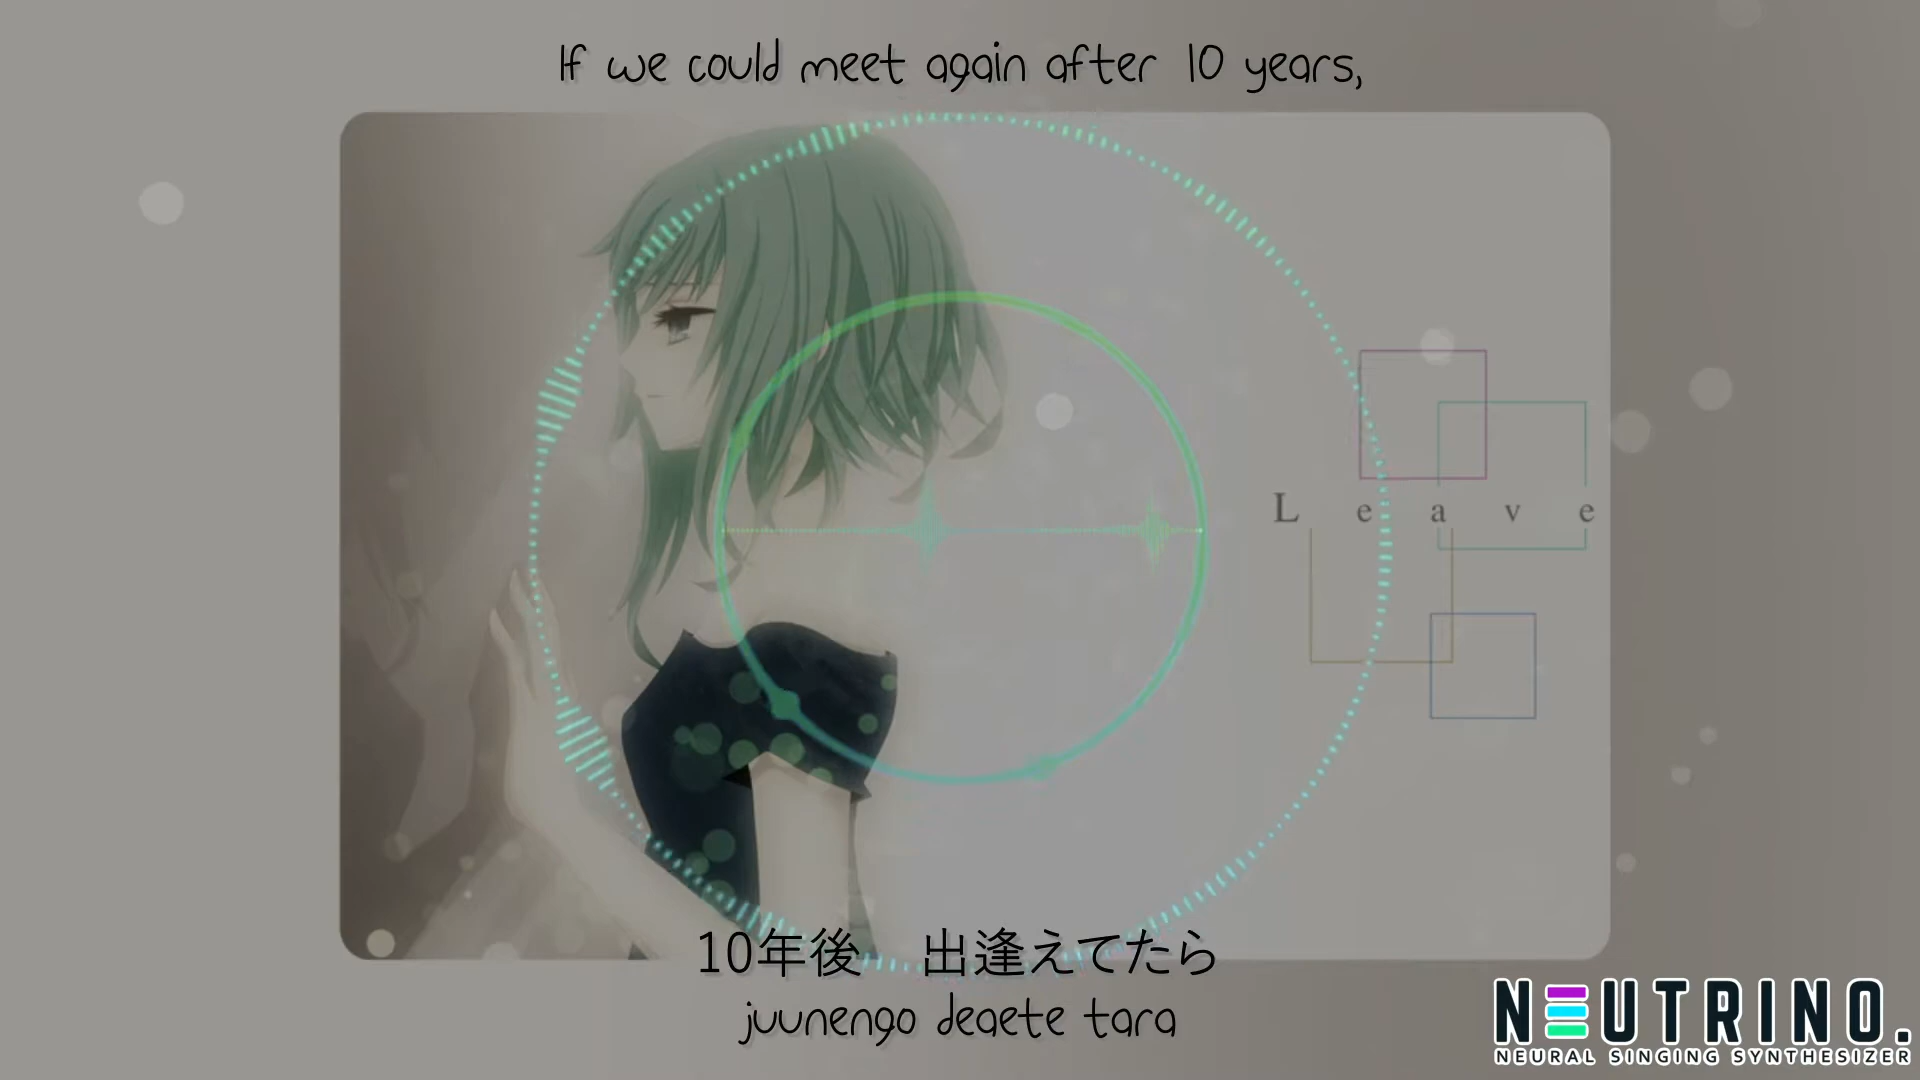 If we could meet again after 10 years,
L e a v e
10年後　出逢えてたら
juunengo deaete tara
NEUTRINO.
NEURAL SINGING SYNTHESIZER